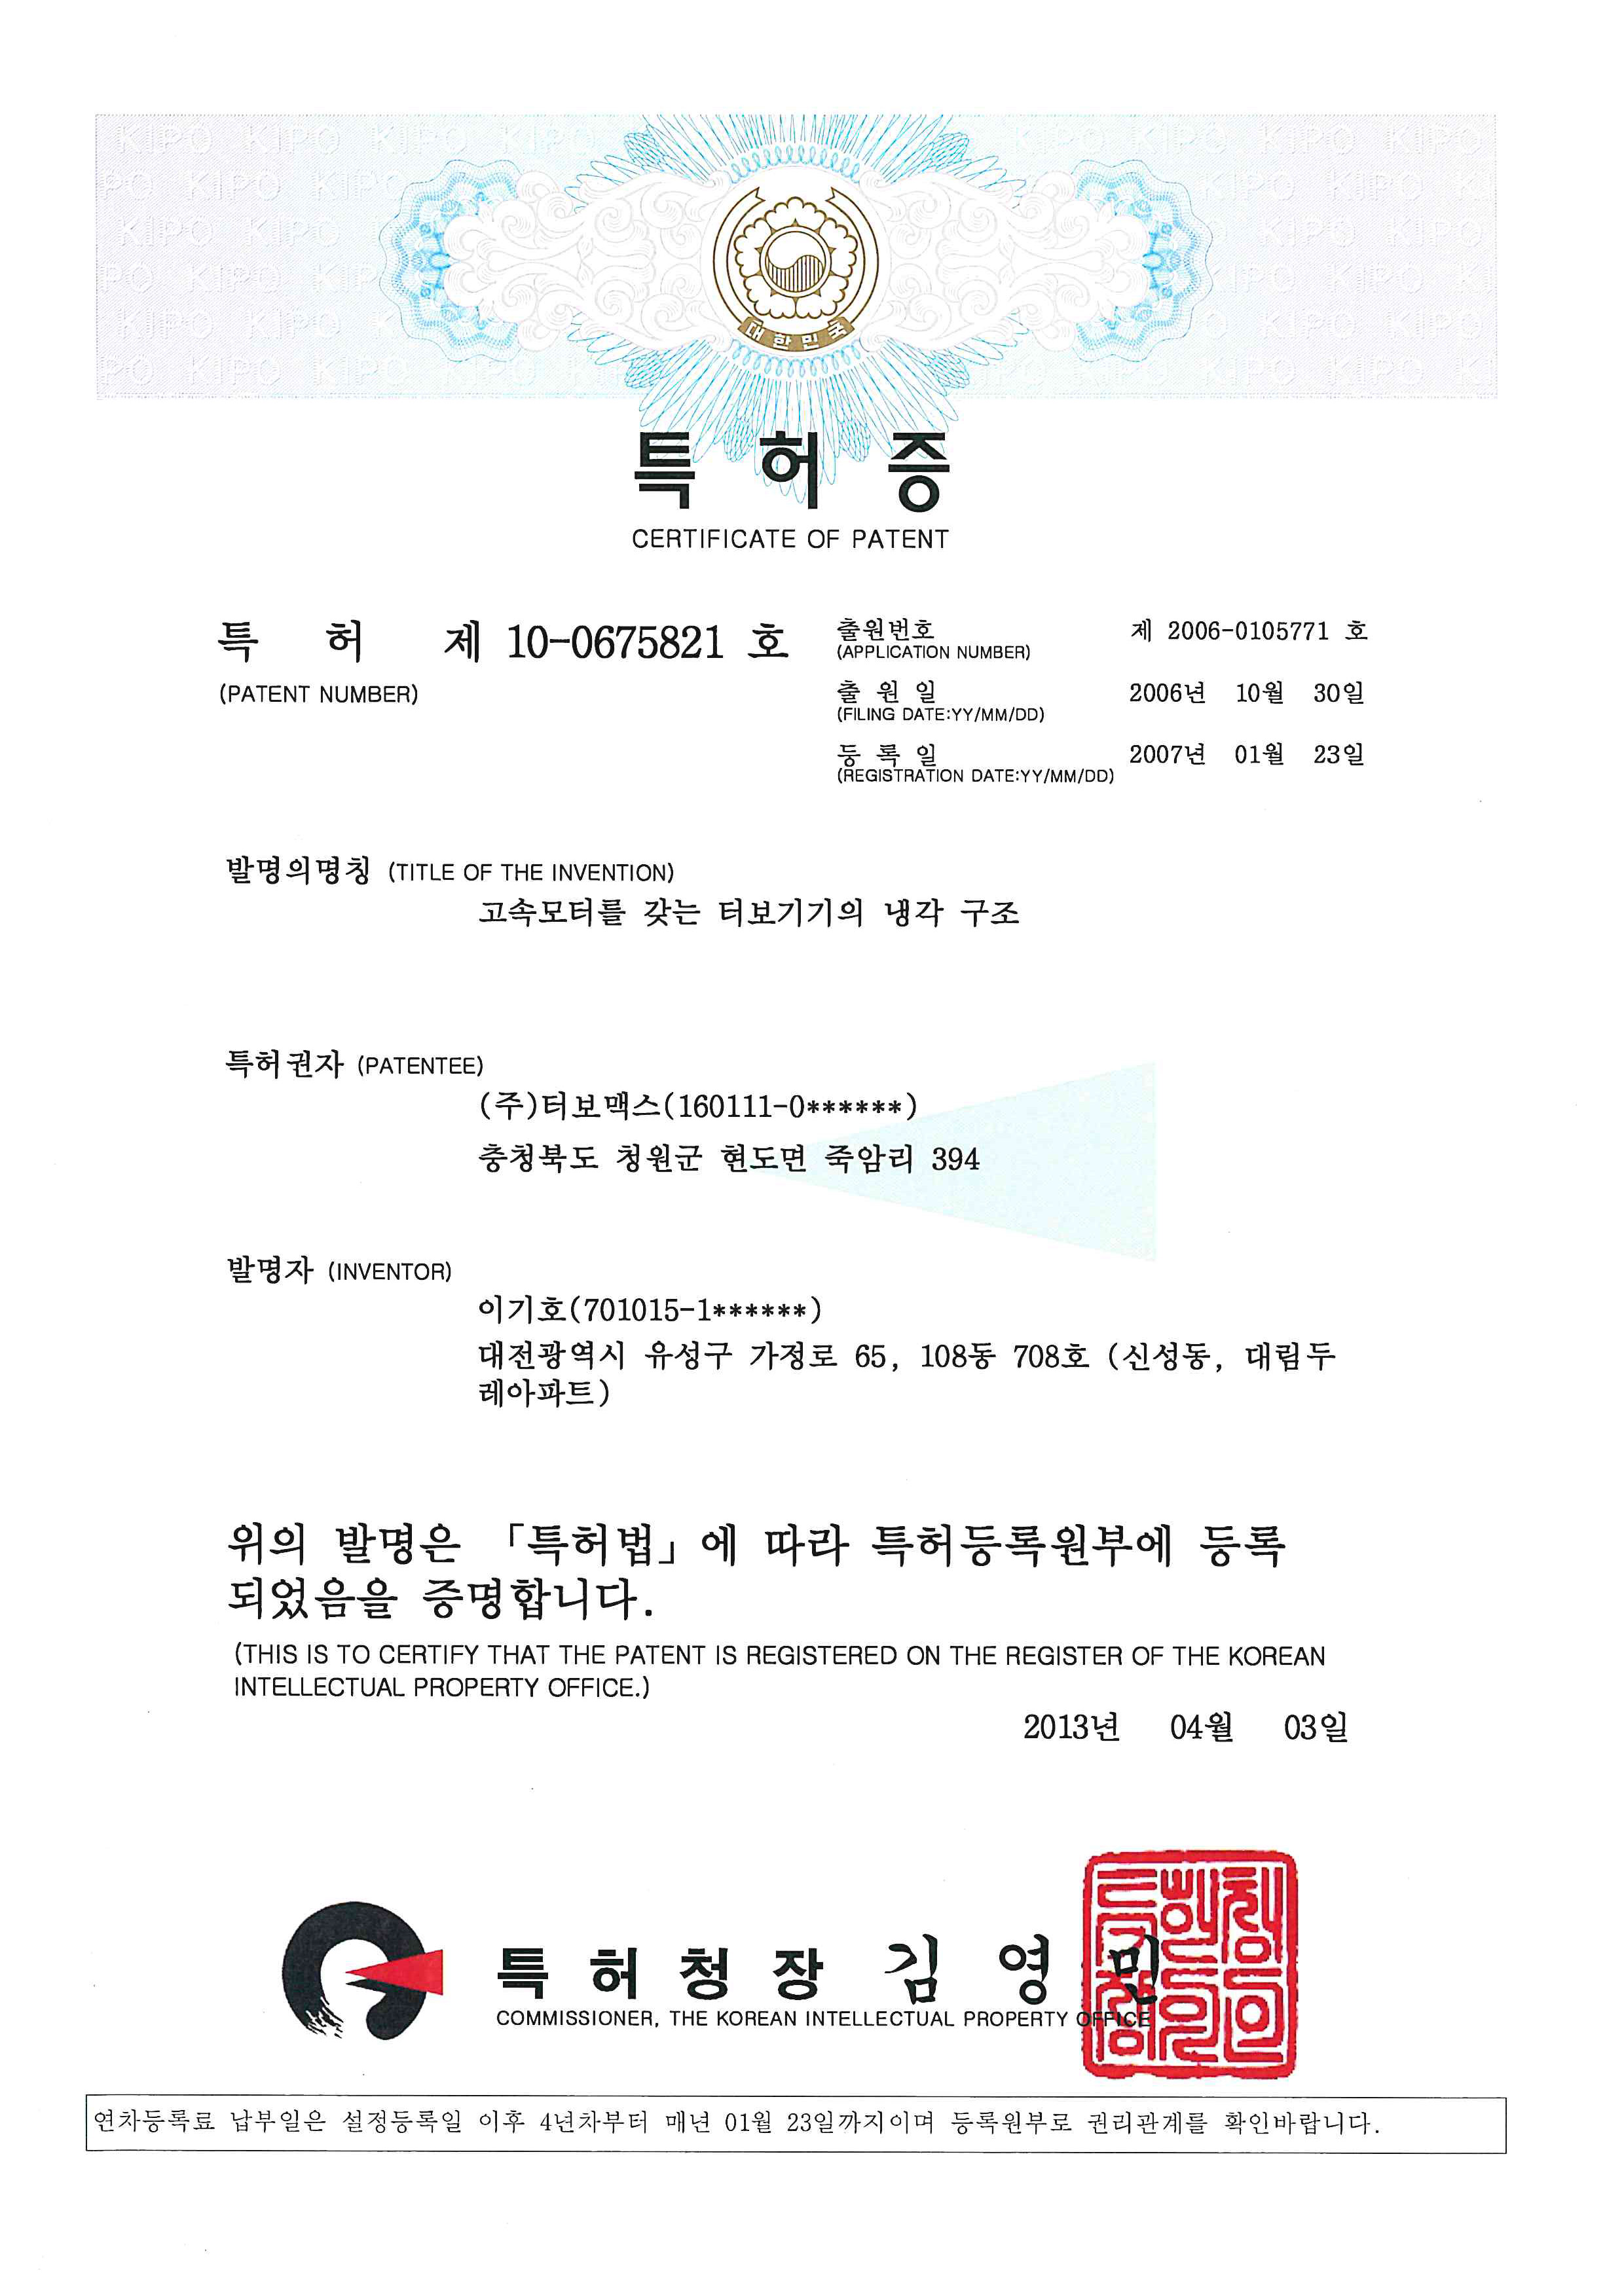 대한민국
특 허 증
CERTIFICATE OF PATENT
특 허 제 10-0675821 호
(PATENT NUMBER)
출원번호 제 2006-0105771 호
(APPLICATION NUMBER)
출 원 일 2006년 10월 30일
(FILING DATE:YY/MM/DD)
등 록 일 2007년 01월 23일
(REGISTRATION DATE:YY/MM/DD)
발명의명칭 (TITLE OF THE INVENTION)
고속모터를 갖는 터보기기의 냉각 구조
특허권자 (PATENTEE)
(주)터보맥스(160111-0******)
충청북도 청원군 현도면 죽암리 394
발명자 (INVENTOR)
이기호(701015-1******)
대전광역시 유성구 가정로 65, 108동 708호 (신성동, 대림두
레아파트)
위의 발명은 「특허법」에 따라 특허등록원부에 등록
되었음을 증명합니다.
(THIS IS TO CERTIFY THAT THE PATENT IS REGISTERED ON THE REGISTER OF THE KOREAN
INTELLECTUAL PROPERTY OFFICE.)
2013년 04월 03일
특 허 청 장 김 영 민
COMMISSIONER, THE KOREAN INTELLECTUAL PROPERTY OFFICE
연차등록료 납부일은 설정등록일 이후 4년차부터 매년 01월 23일까지이며 등록원부로 권리관계를 확인바랍니다.